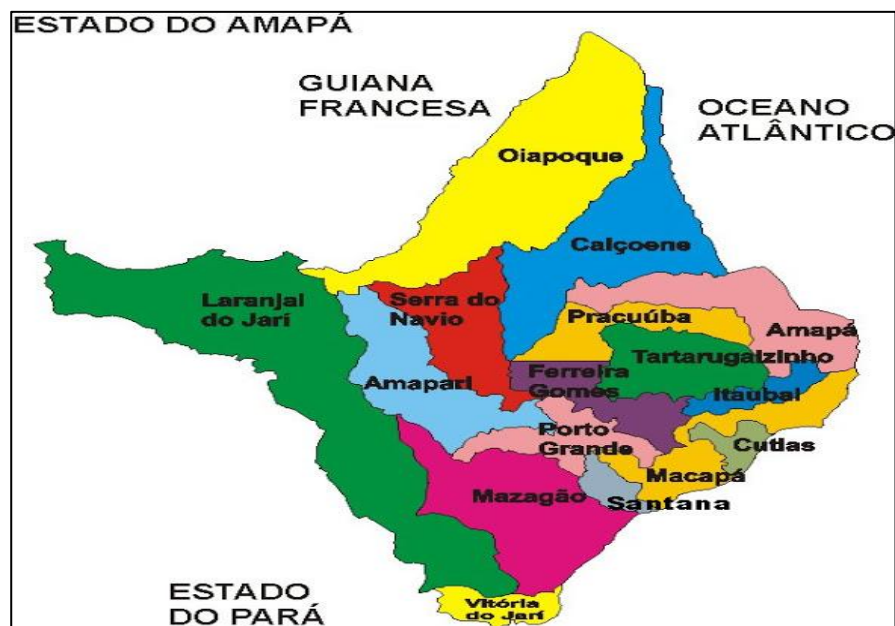 ESTADO DO AMAPÁ
GUIANA
FRANCESA
OCEANO
ATLÂNTICO
Oiapoque
Calçoene
Laranjal
do Jarí
Serra do
Navio
Pracuúba
Amapá
Tartarugalzinho
Amapari
Ferreira
Gomes
Itaubal
Porto
Grande
Cutias
Macapá
Mazagão
Santana
ESTADO
DO PARÁ
Vitória
do Jarí